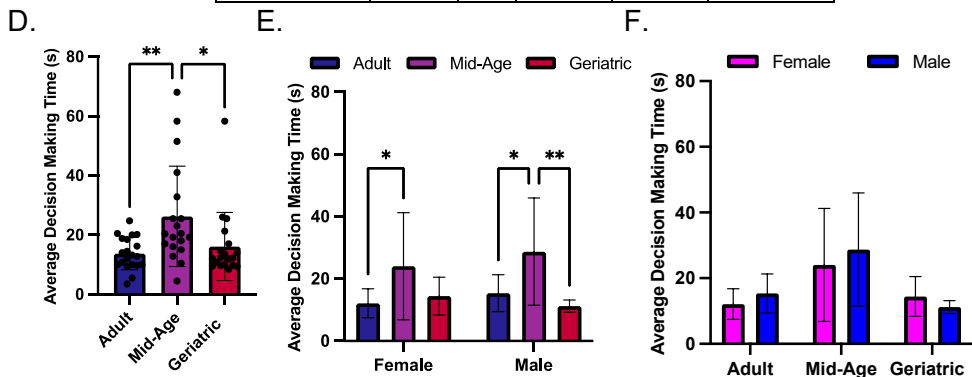 D.
Average Decision Making Time (s)
80
60
40
20
0
** *
Adult
Mid-Age
Geriatric
E.
Adult Mid-Age Geriatric
Average Decision Making Time (s)
80
60
40
20
0
* * **
Female Male
F.
Female Male
Average Decision Making Time (s)
80
60
40
20
0
Adult Mid-Age Geriatric